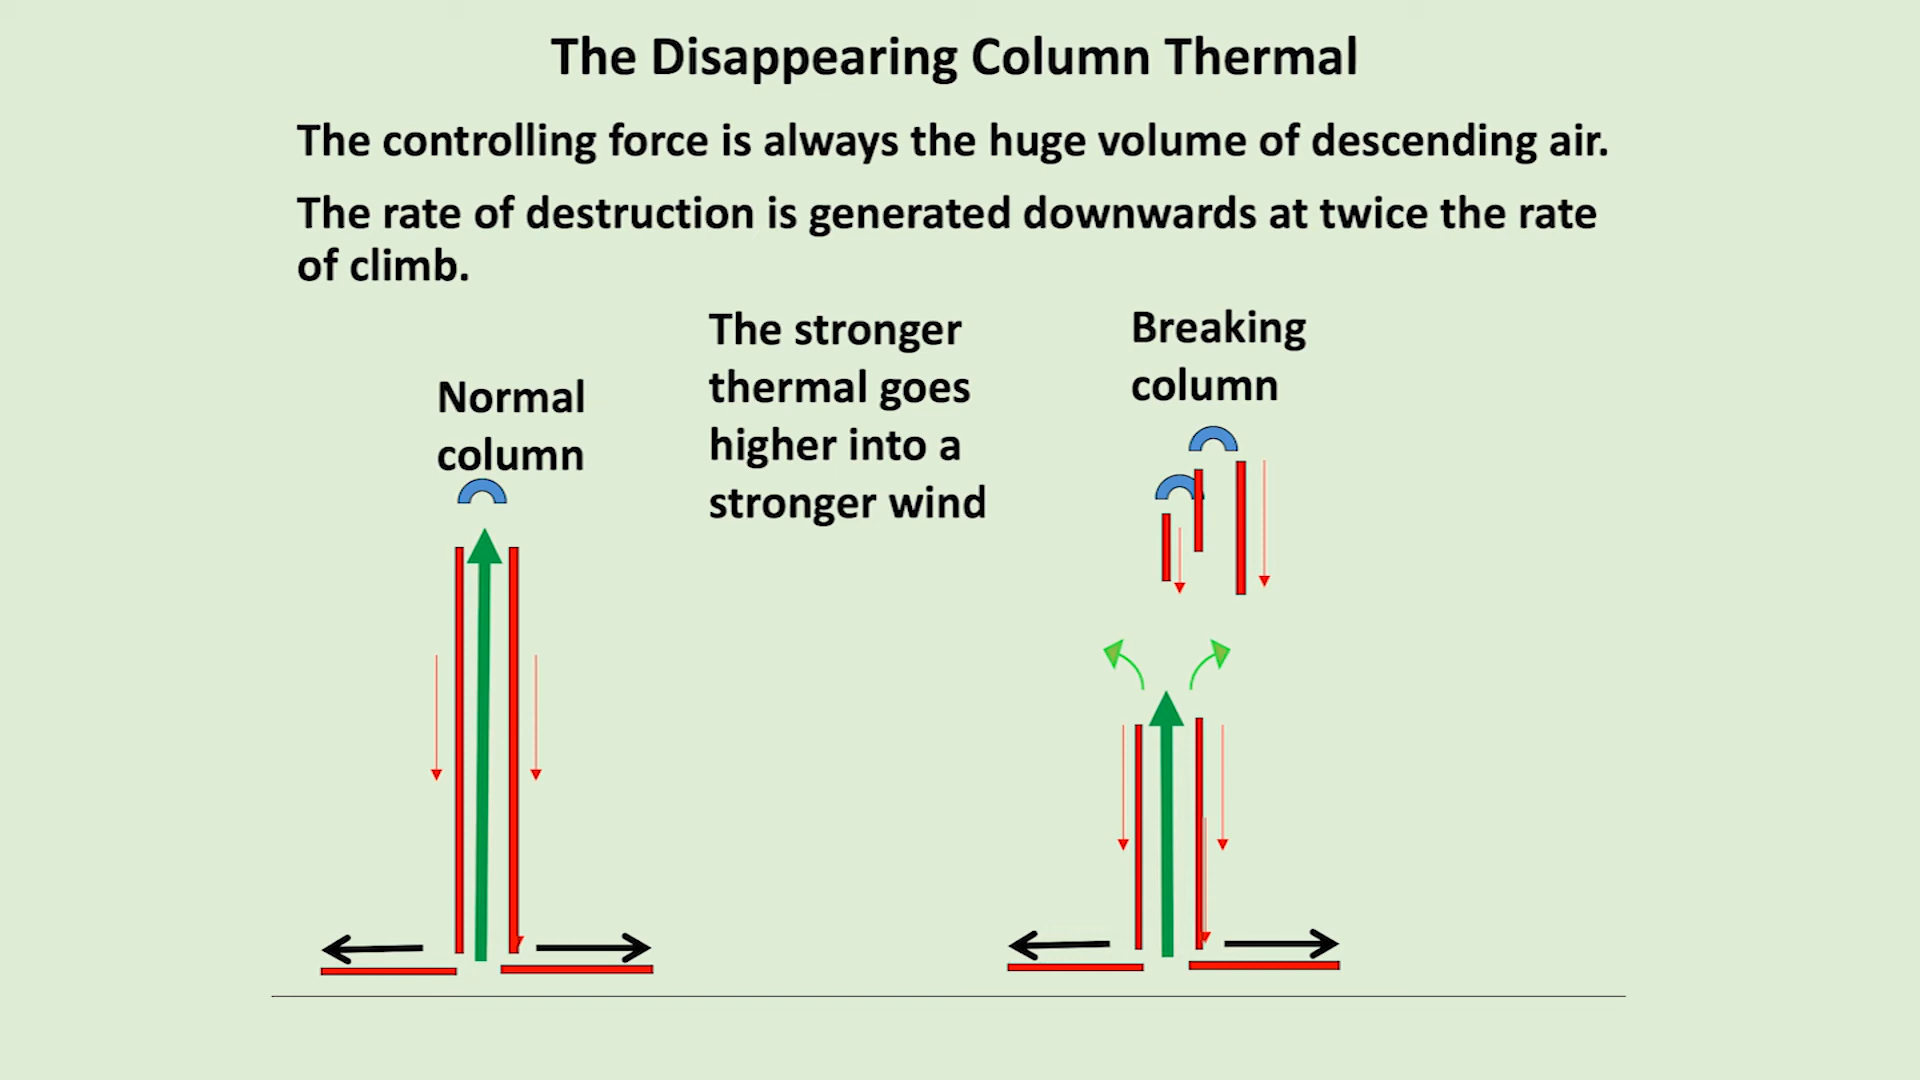 The Disappearing Column Thermal
The controlling force is always the huge volume of descending air.
The rate of destruction is generated downwards at twice the rate
of climb.
Normal
column
The stronger
thermal goes
higher into a
stronger wind
Breaking
column